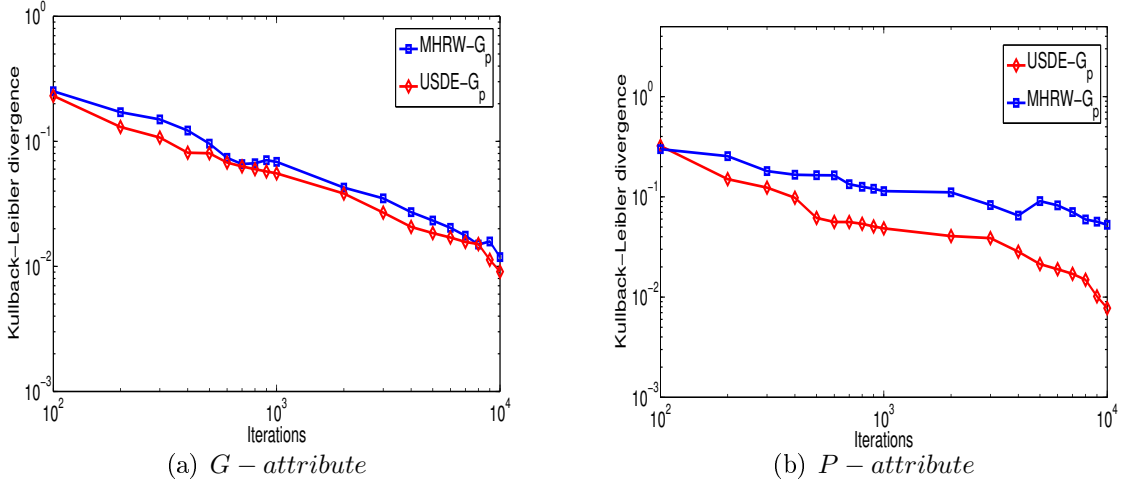 Kullback−Leibler divergence
10^0
10^-1
10^-2
10^-3
MHRW−G_p
USDE−G_p
10^2
10^3
10^4
Iterations
(a) G − attribute
Kullback−Leibler divergence
10^0
10^-1
10^-2
10^-3
USDE−G_p
MHRW−G_p
10^2
10^3
10^4
Iterations
(b) P − attribute